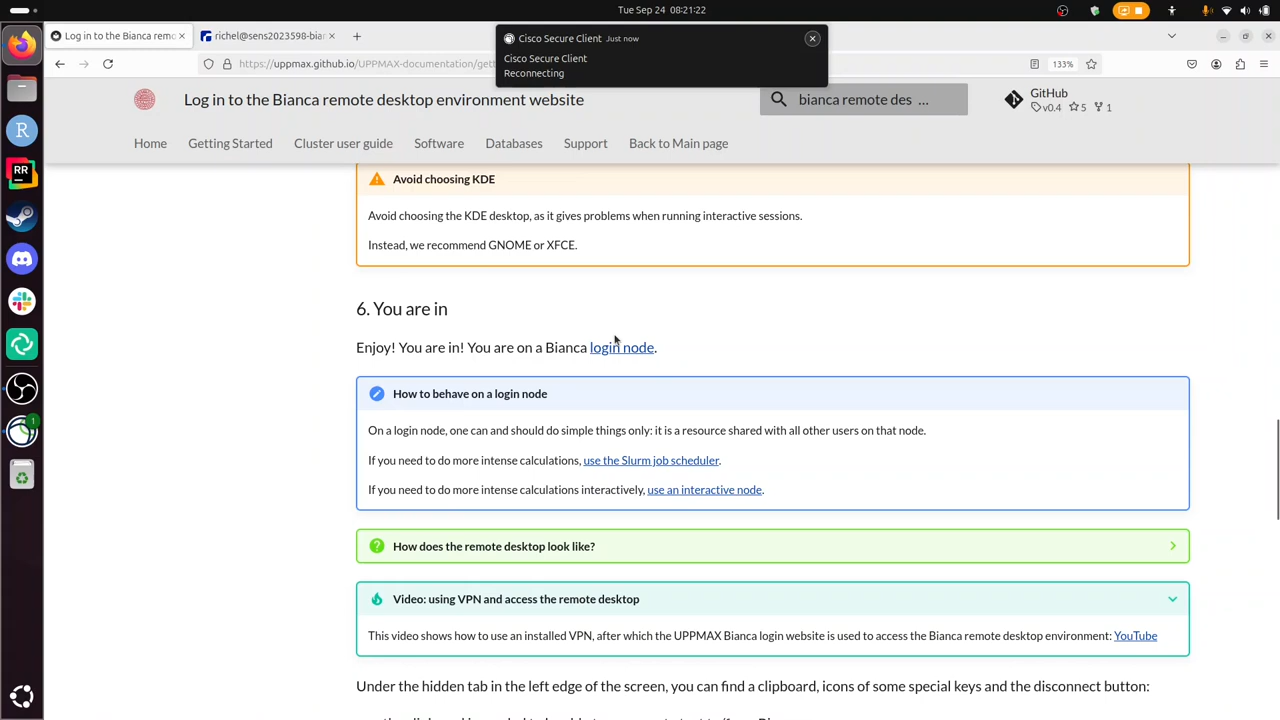 Tue Sep 24 08:21:22
Log in to the Bianca remo
richel@sens2023598-bian
Cisco Secure Client Just now
Cisco Secure Client
Reconnecting
https://uppmax.github.io/UPPMAX-documentation/gett
133%
Log in to the Bianca remote desktop environment website
bianca remote des ...
GitHub
v0.4 5 1
Home Getting Started Cluster user guide Software Databases Support Back to Main page
Avoid choosing KDE
Avoid choosing the KDE desktop, as it gives problems when running interactive sessions.
Instead, we recommend GNOME or XFCE.
6. You are in
Enjoy! You are in! You are on a Bianca login node.
How to behave on a login node
On a login node, one can and should do simple things only: it is a resource shared with all other users on that node.
If you need to do more intense calculations, use the Slurm job scheduler.
If you need to do more intense calculations interactively, use an interactive node.
How does the remote desktop look like?
Video: using VPN and access the remote desktop
This video shows how to use an installed VPN, after which the UPPMAX Bianca login website is used to access the Bianca remote desktop environment: YouTube
Under the hidden tab in the left edge of the screen, you can find a clipboard, icons of some special keys and the disconnect button:
R
RR
1